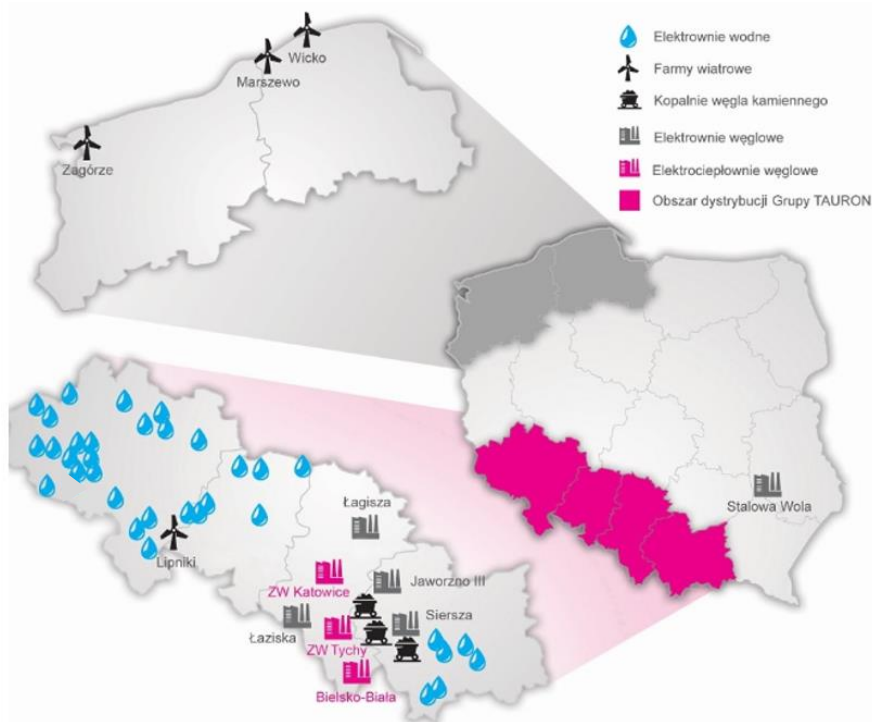 Wicko
Marszewo
Zagórze
Elektrownie wodne
Farmy wiatrowe
Kopalnie węgla kamiennego
Elektrownie węglowe
Elektrociepłownie węglowe
Obszar dystrybucji Grupy TAURON
Stalowa Wola
Łagisza
Lipniki
ZW Katowice
Jaworzno III
Siersza
Łaziska
ZW Tychy
Bielsko-Biała